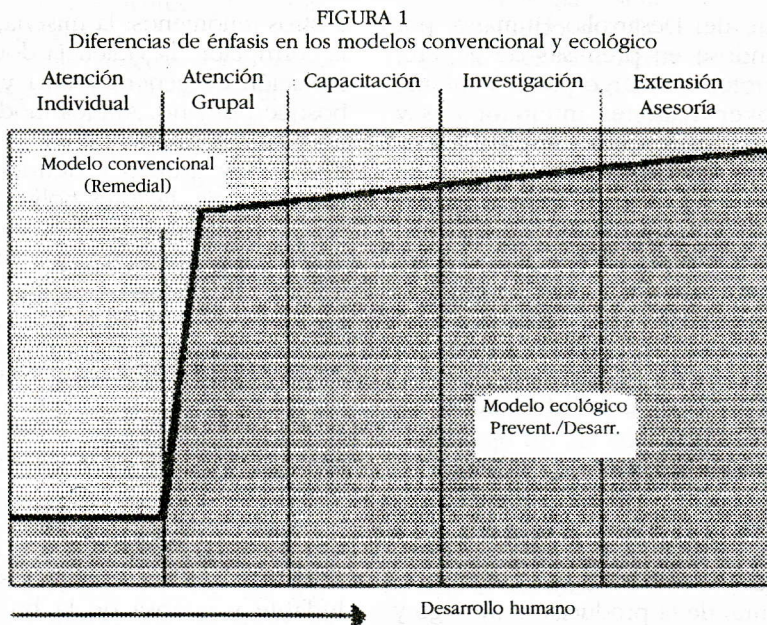 FIGURA 1
Diferencias de énfasis en los modelos convencional y ecológico
Atención Individual
Atención Grupal
Capacitación
Investigación
Extensión Asesoría
Modelo convencional
(Remedial)
Modelo ecológico
Prevent./Desarr.
Desarrollo humano